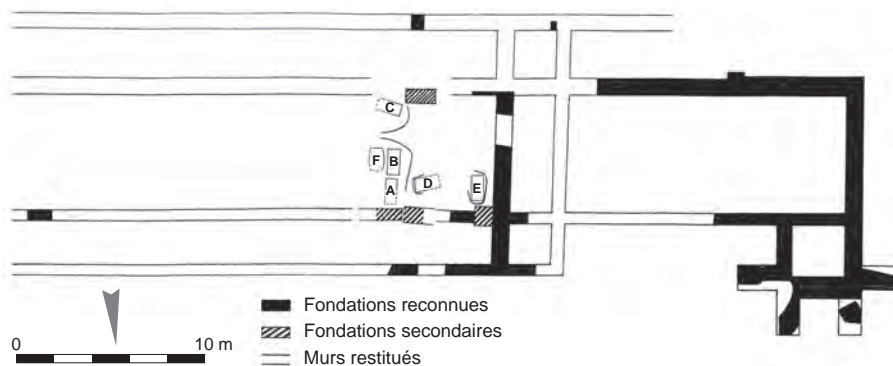 C
F B
A
D
E
Fondations reconnues
Fondations secondaires
Murs restitués
0 10 m